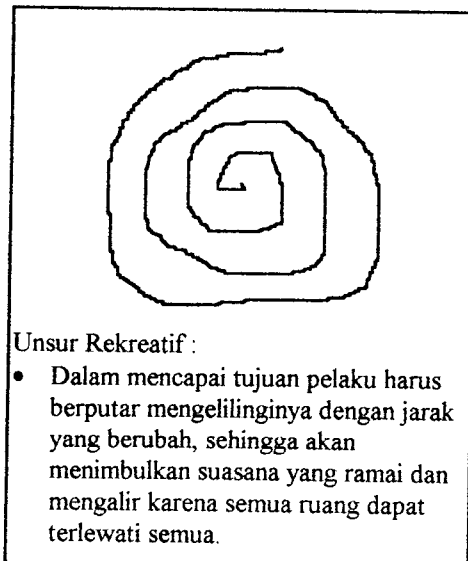 Unsur Rekreatif :
• Dalam mencapai tujuan pelaku harus
berputar mengelilinginya dengan jarak
yang berubah, sehingga akan
menimbulkan suasana yang ramai dan
mengalir karena semua ruang dapat
terlewati semua.